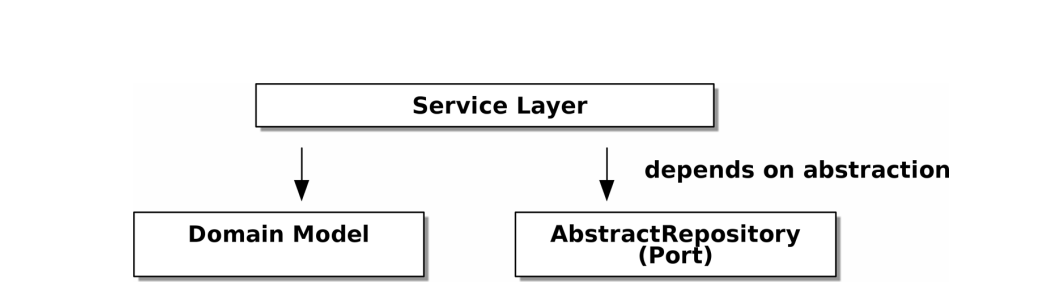 Service Layer
depends on abstraction
Domain Model
AbstractRepository
(Port)